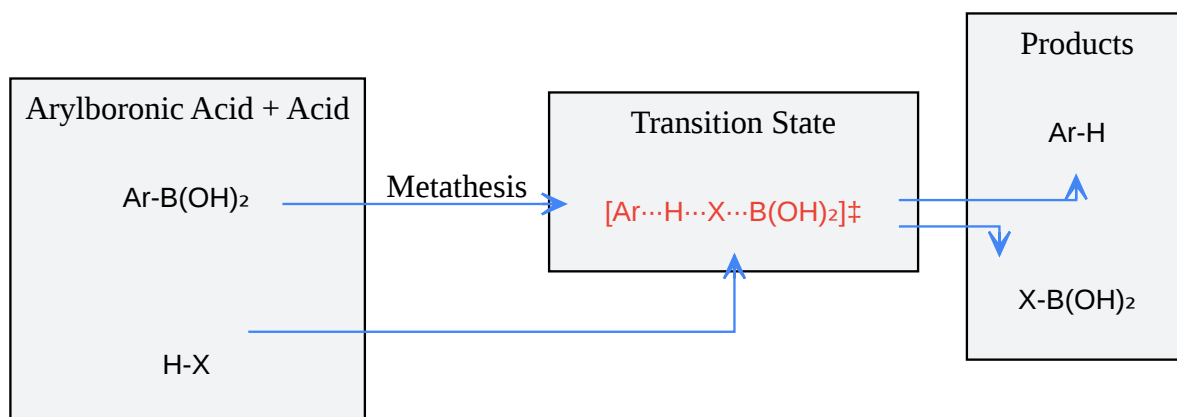 Arylboronic Acid + Acid
Ar-B(OH)₂
H-X
Metathesis
Transition State
[Ar···H···X···B(OH)₂]‡
Products
Ar-H
X-B(OH)₂